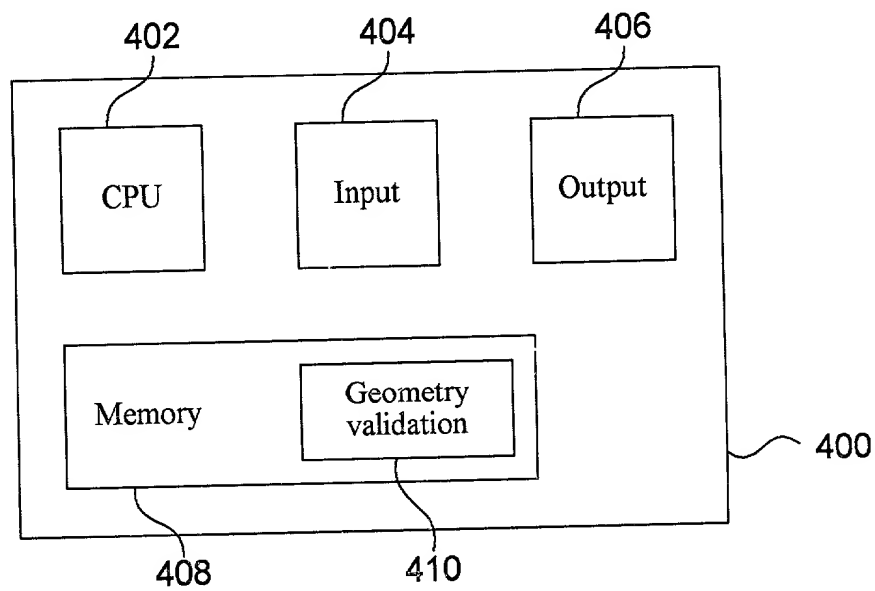 402
404
406
CPU
Input
Output
Memory
Geometry
validation
400
408
410